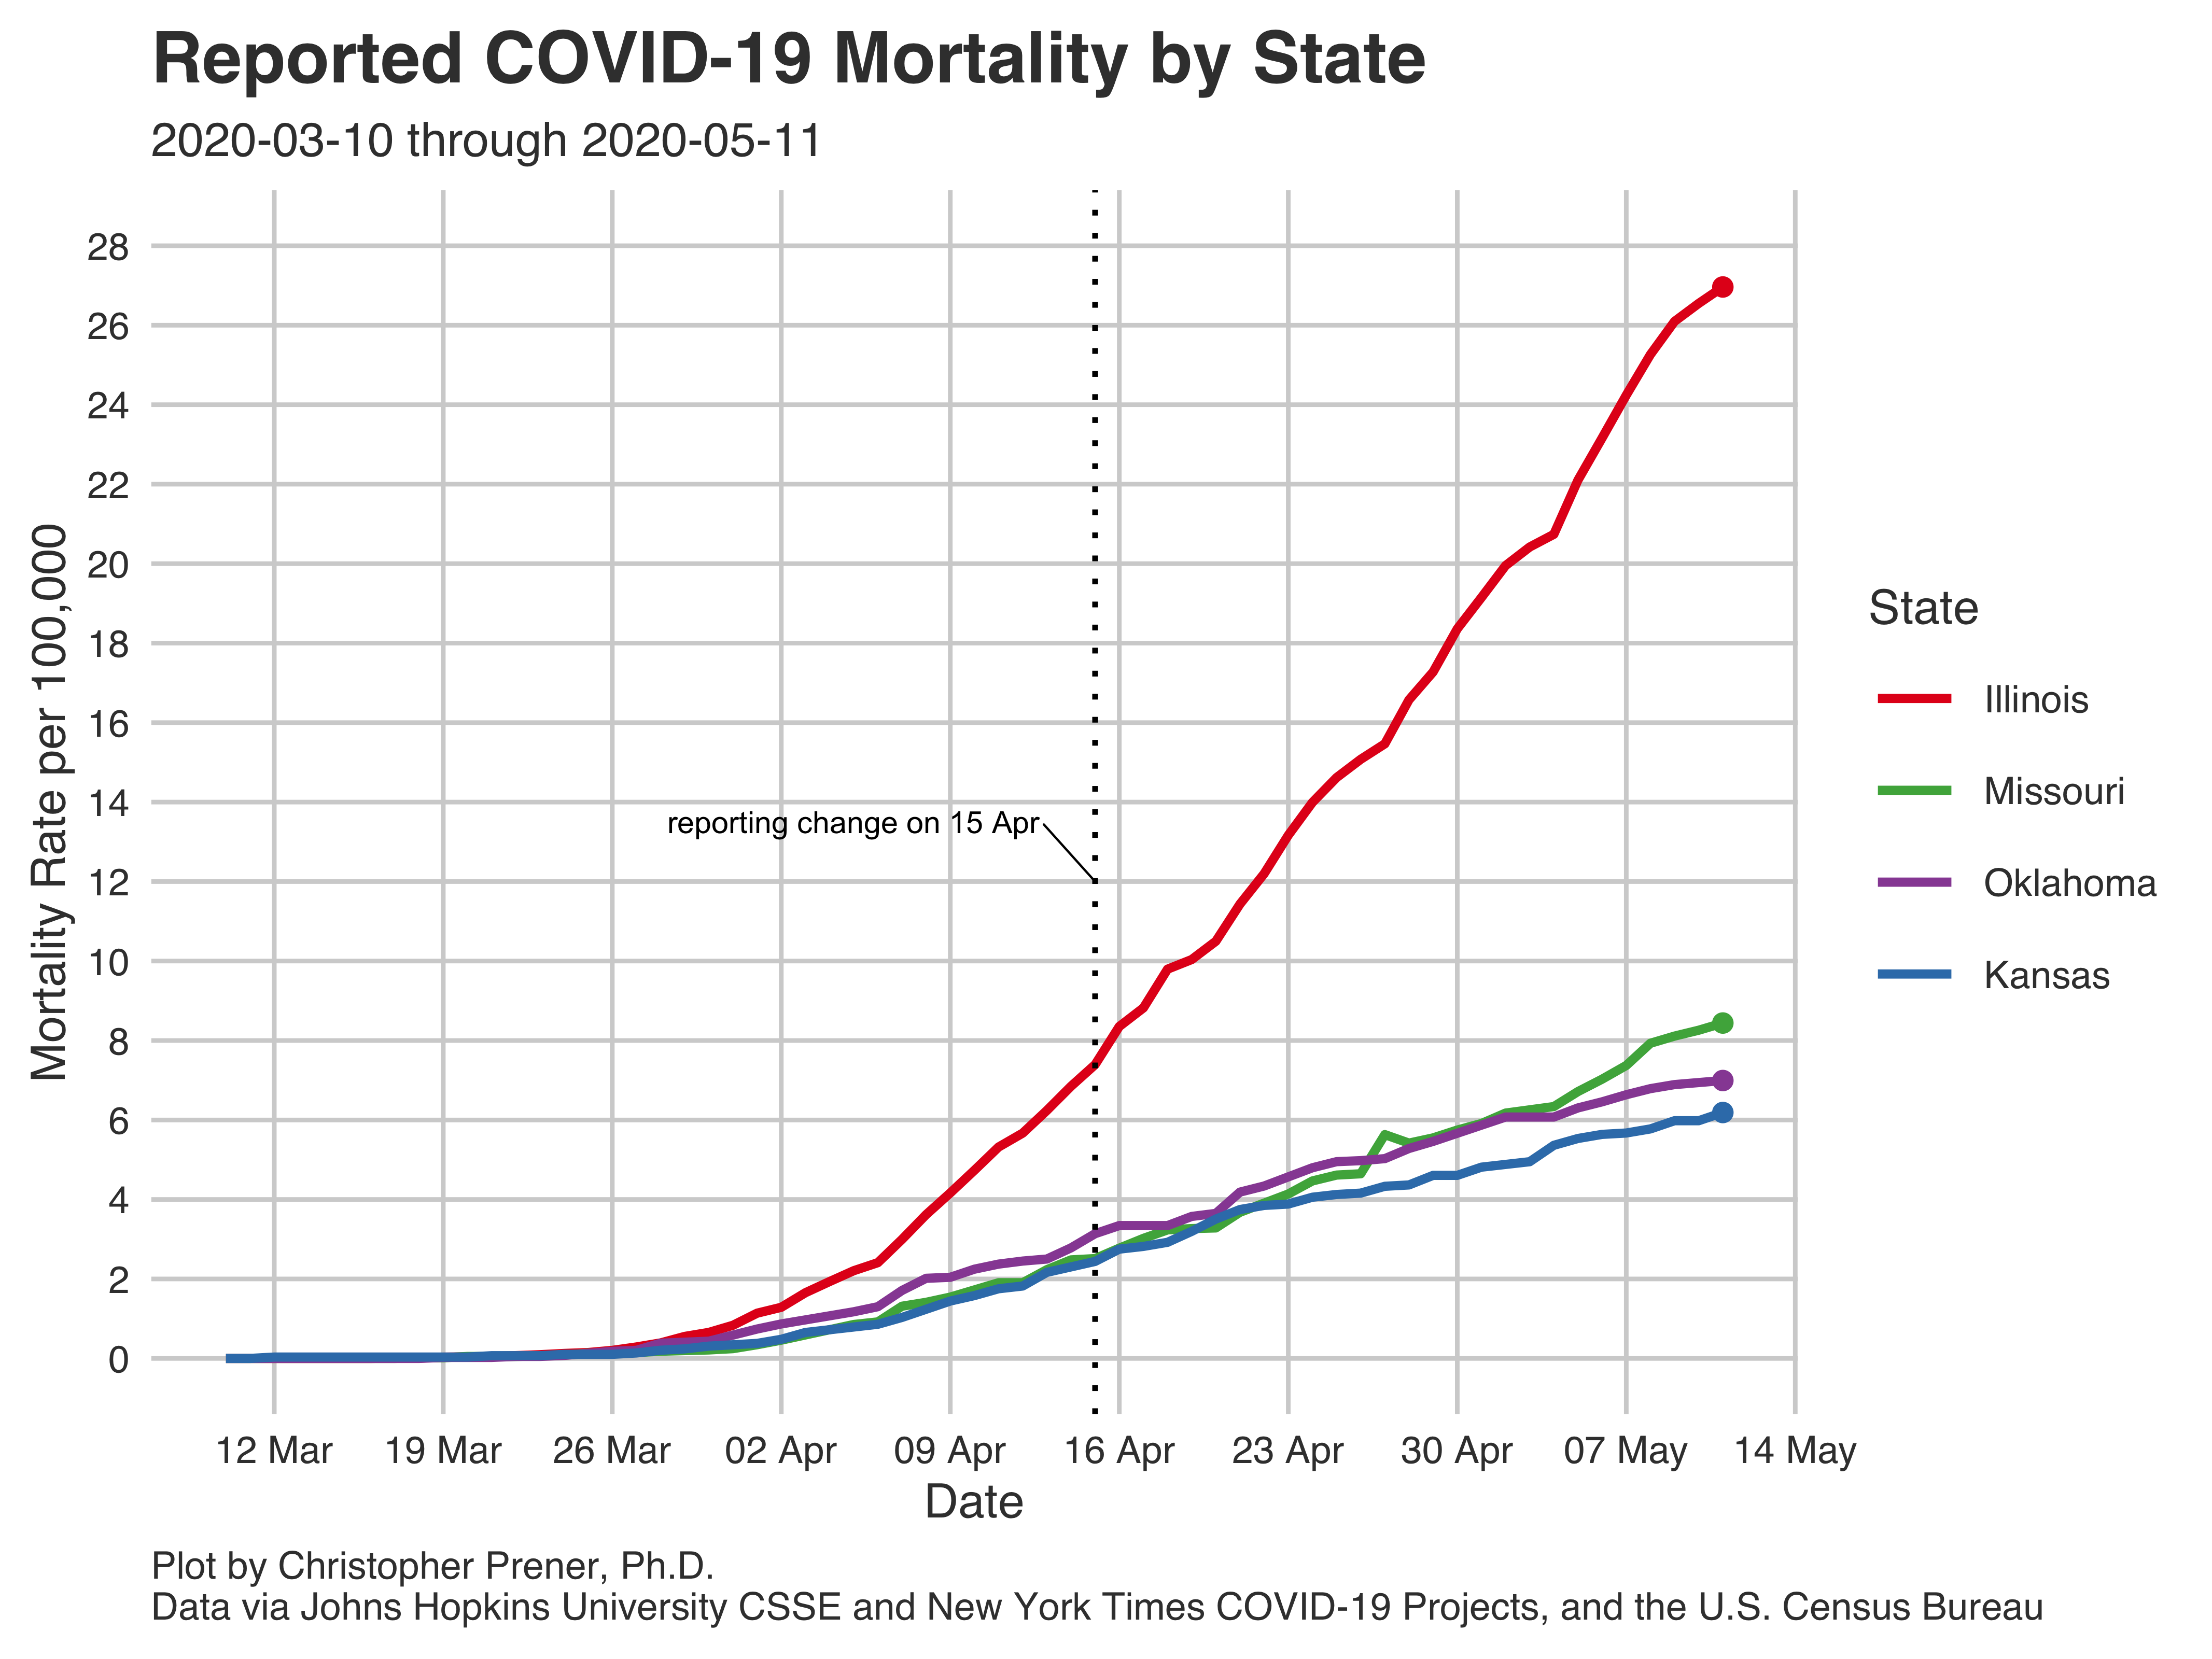 Reported COVID-19 Mortality by State
2020-03-10 through 2020-05-11
Mortality Rate per 100,000
28
26
24
22
20
18
16
14
12
10
8
6
4
2
0
reporting change on 15 Apr
12 Mar
19 Mar
26 Mar
02 Apr
09 Apr
16 Apr
23 Apr
30 Apr
07 May
14 May
Date
State
Illinois
Missouri
Oklahoma
Kansas
Plot by Christopher Prener, Ph.D.
Data via Johns Hopkins University CSSE and New York Times COVID-19 Projects, and the U.S. Census Bureau